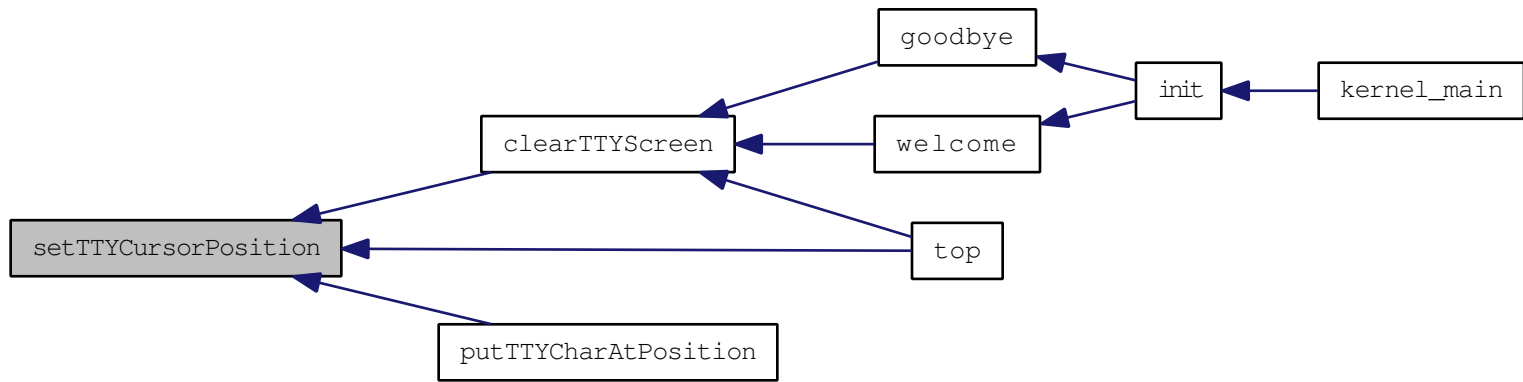 goodbye
init
kernel_main
clearTTYScreen
welcome
setTTYCursorPosition
top
putTTYCharAtPosition